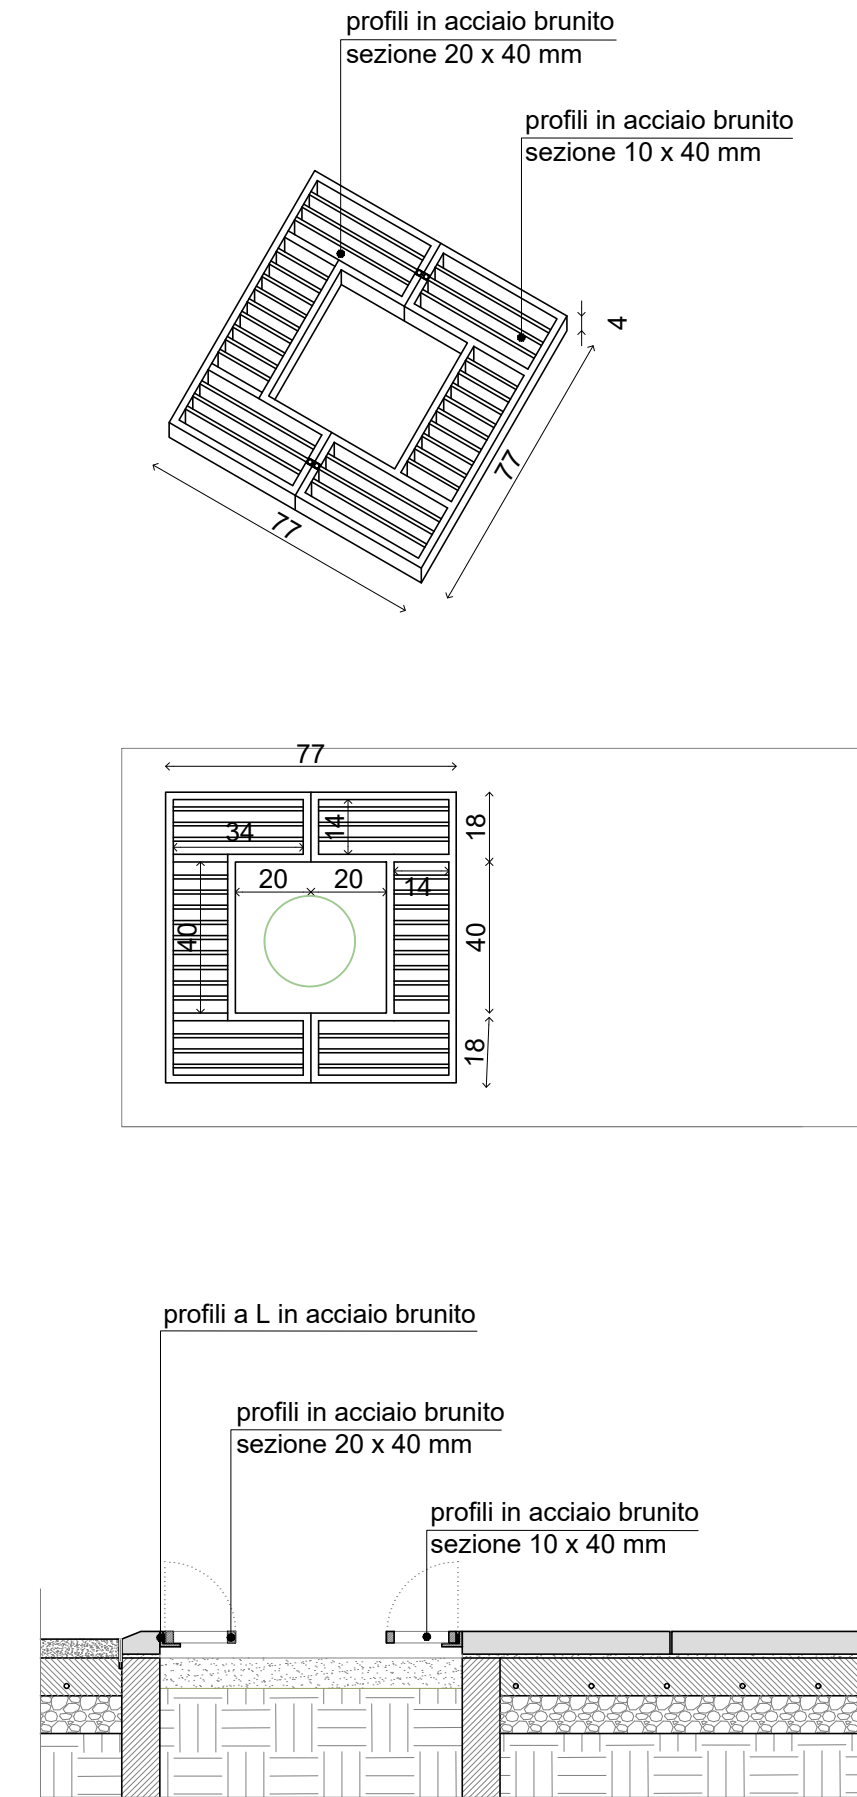 profili in acciaio brunito
sezione 20 x 40 mm
profili in acciaio brunito
sezione 10 x 40 mm
4
77
77
77
34
14
18
20
20
14
40
40
18
profili a L in acciaio brunito
profili in acciaio brunito
sezione 20 x 40 mm
profili in acciaio brunito
sezione 10 x 40 mm